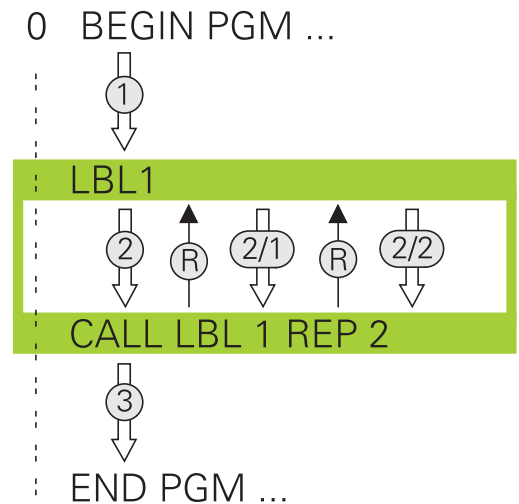 0 BEGIN PGM ...
1
LBL1
2 R 2/1 R 2/2
CALL LBL 1 REP 2
3
END PGM ...